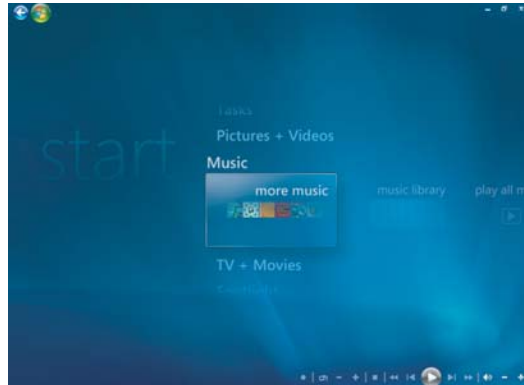 Tasks
Pictures + Videos
start
Music
more music
music library
play all m
TV + Movies